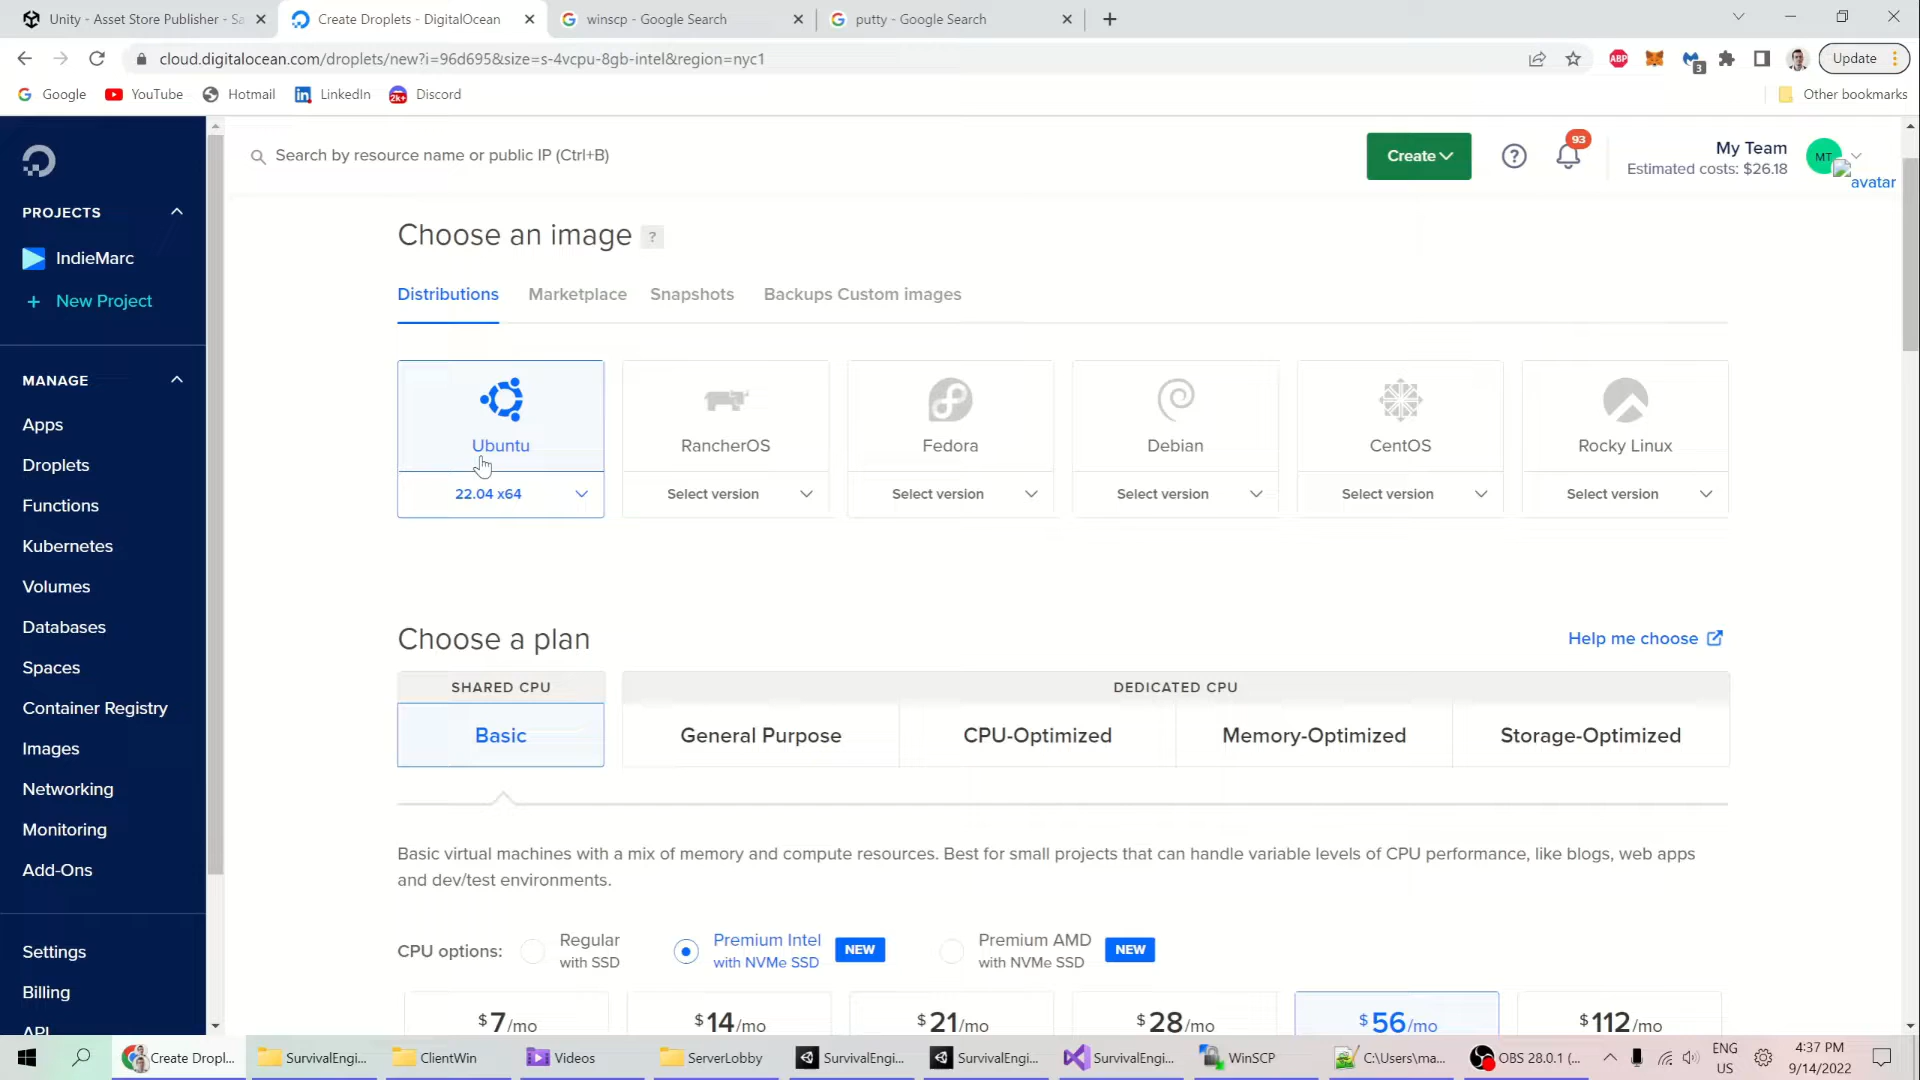 Unity - Asset Store Publisher - Sa
Create Droplets - DigitalOcean
winscp - Google Search
putty - Google Search
cloud.digitalocean.com/droplets/new?i=96d695&size=s-4vcpu-8gb-intel&region=nyc1
ABP
3
Update
Google
YouTube
Hotmail
LinkedIn
2k+
Discord
Other bookmarks
Search by resource name or public IP (Ctrl+B)
Create
93
My Team
Estimated costs: $26.18
MT
avatar
PROJECTS
IndieMarc
+ New Project
MANAGE
Apps
Droplets
Functions
Kubernetes
Volumes
Databases
Spaces
Container Registry
Images
Networking
Monitoring
Add-Ons
Settings
Billing
API
Choose an image ?
Distributions
Marketplace
Snapshots
Backups Custom images
Ubuntu
22.04 x64
RancherOS
Select version
Fedora
Select version
Debian
Select version
CentOS
Select version
Rocky Linux
Select version
Choose a plan
Help me choose
SHARED CPU
DEDICATED CPU
Basic
General Purpose
CPU-Optimized
Memory-Optimized
Storage-Optimized
Basic virtual machines with a mix of memory and compute resources. Best for small projects that can handle variable levels of CPU performance, like blogs, web apps
and dev/test environments.
CPU options:
Regular
with SSD
Premium Intel
with NVMe SSD
NEW
Premium AMD
with NVMe SSD
NEW
$7/mo
$14/mo
$21/mo
$28/mo
$56/mo
$112/mo
Create Dropl...
SurvivalEngi...
ClientWin
Videos
ServerLobby
SurvivalEngi...
SurvivalEngi...
SurvivalEngi...
WinSCP
C:\Users\ma...
OBS 28.0.1 (...
ENG
US
4:37 PM
9/14/2022